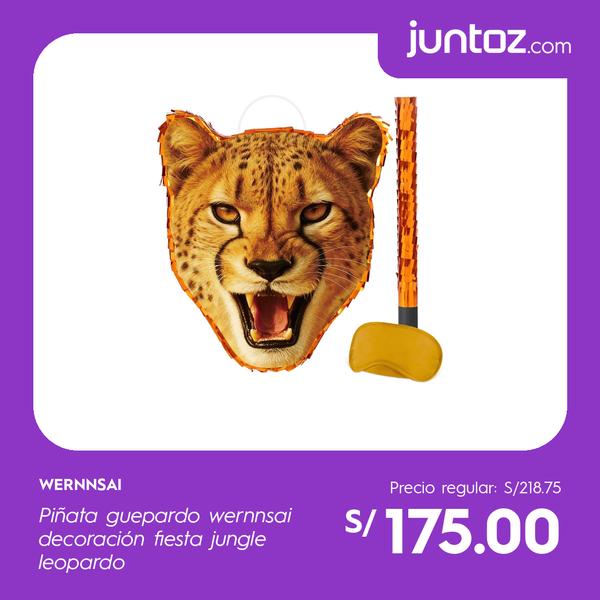 juntoz.com
WERNNSAI
Piñata guepardo wernnsai
decoración fiesta jungle
leopardo
Precio regular: S/218.75
S/175.00